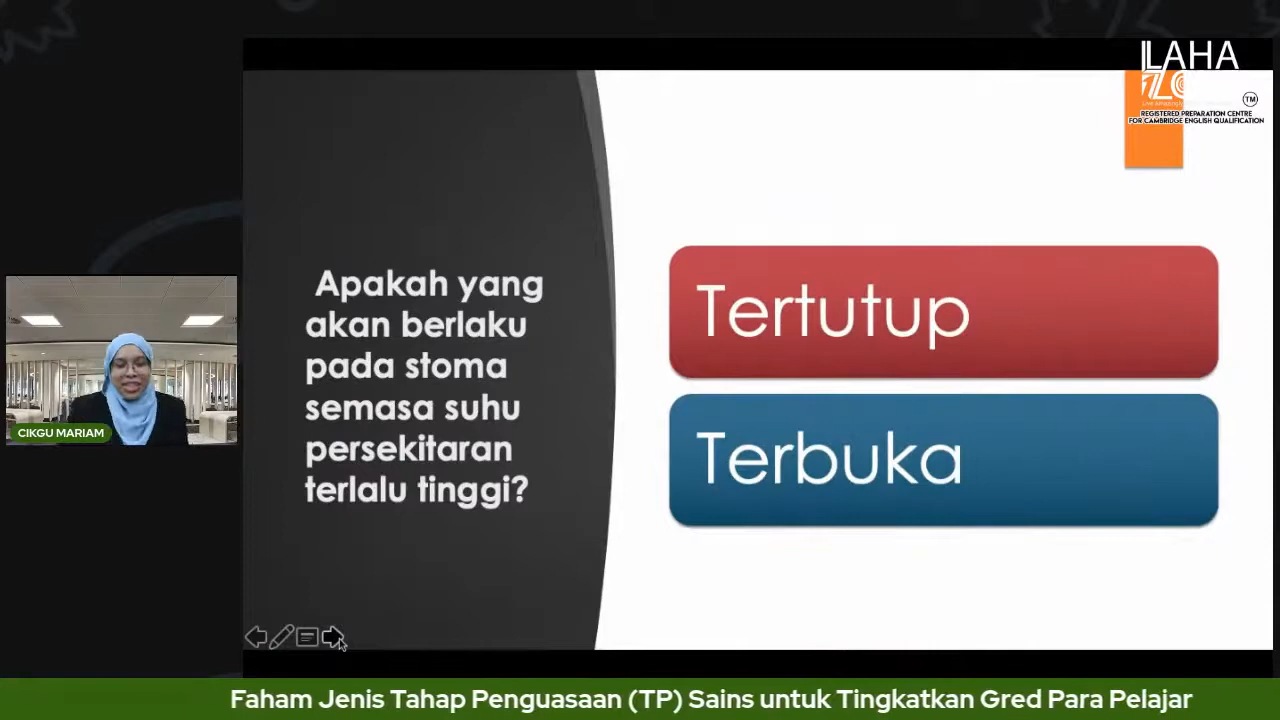 LAHA
REGISTERED PREPARATION CENTRE
FOR CAMBRIDGE ENGLISH QUALIFICATION
TM
Apakah yang
akan berlaku
pada stoma
semasa suhu
persekitaran
terlalu tinggi?
Tertutup
Terbuka
CIKGU MARIAM
Faham Jenis Tahap Penguasaan (TP) Sains untuk Tingkatkan Gred Para Pelajar